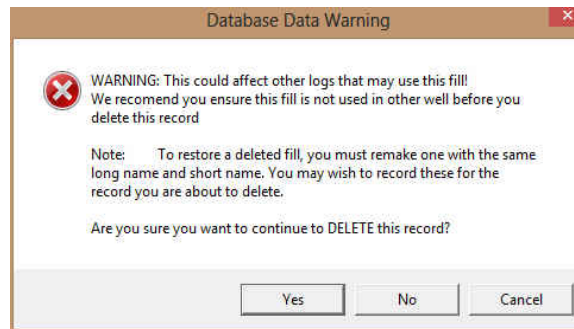 Database Data Warning
WARNING: This could affect other logs that may use this fill!
We recomend you ensure this fill is not used in other well before you
delete this record
Note: To restore a deleted fill, you must remake one with the same
long name and short name. You may wish to record these for the
record you are about to delete.
Are you sure you want to continue to DELETE this record?
Yes No Cancel